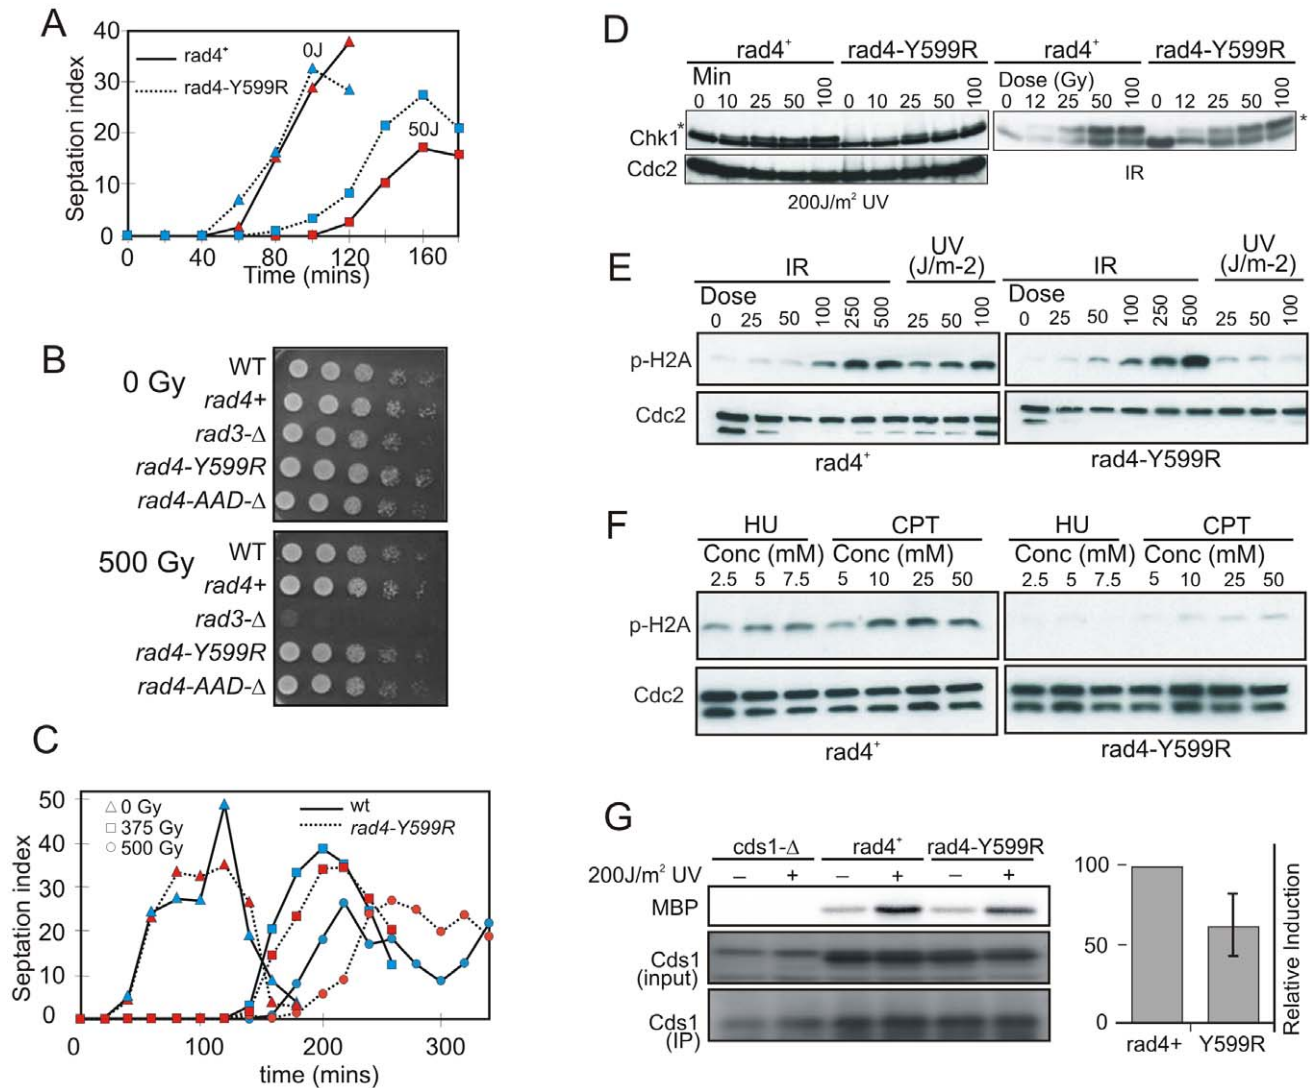 A
40
30
20
10
0
Septation index
rad4⁺
rad4-Y599R
0J
50J
0 40 80 120 160
Time (mins)
B
0 Gy
WT
rad4+
rad3-Δ
rad4-Y599R
rad4-AAD-Δ
500 Gy
WT
rad4+
rad3-Δ
rad4-Y599R
rad4-AAD-Δ
C
50
40
30
20
10
0
Septation index
0 Gy
375 Gy
500 Gy
wt
rad4-Y599R
0 100 200 300
time (mins)
D
rad4⁺ rad4-Y599R rad4⁺ rad4-Y599R
Min Dose (Gy)
0 10 25 50 100 0 10 25 50 100 0 12 25 50 100 0 12 25 50 100
Chk1* *
Cdc2
200J/m² UV
IR
E
IR UV (J/m-2) IR UV (J/m-2)
Dose Dose
0 25 50 100 250 500 25 50 100 0 25 50 100 250 500 25 50 100
p-H2A
Cdc2
rad4⁺ rad4-Y599R
F
HU CPT HU CPT
Conc (mM) Conc (mM) Conc (mM) Conc (mM)
2.5 5 7.5 5 10 25 50 2.5 5 7.5 5 10 25 50
p-H2A
Cdc2
rad4⁺ rad4-Y599R
G
cds1-Δ rad4⁺ rad4-Y599R
200J/m² UV – + – + – +
MBP
Cds1
(input)
Cds1
(IP)
100
50
0
rad4+ Y599R
Relative Induction